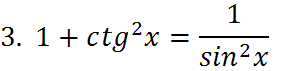 3. 1 + ctg²x = 1/sin²x